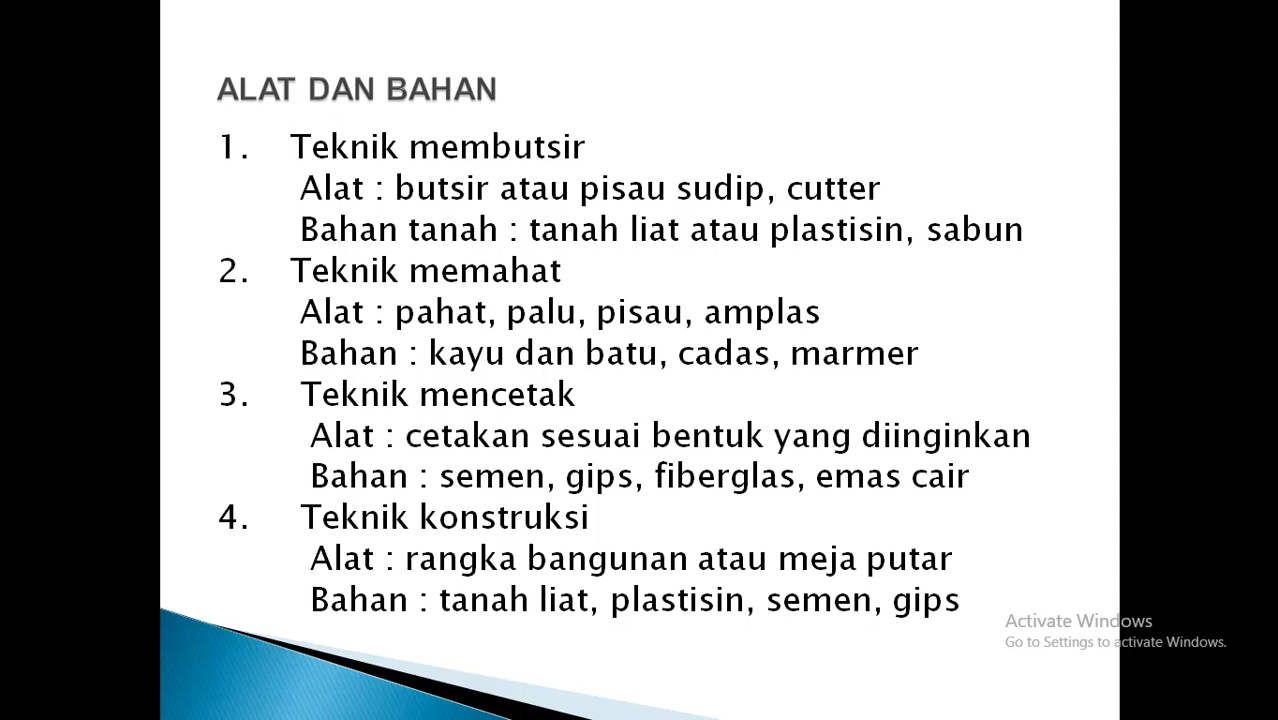 ALAT DAN BAHAN
1. Teknik membutsir
Alat : butsir atau pisau sudip, cutter
Bahan tanah : tanah liat atau plastisin, sabun
2. Teknik memahat
Alat : pahat, palu, pisau, amplas
Bahan : kayu dan batu, cadas, marmer
3. Teknik mencetak
Alat : cetakan sesuai bentuk yang diinginkan
Bahan : semen, gips, fiberglas, emas cair
4. Teknik konstruksi
Alat : rangka bangunan atau meja putar
Bahan : tanah liat, plastisin, semen, gips
Activate Windows
Go to Settings to activate Windows.